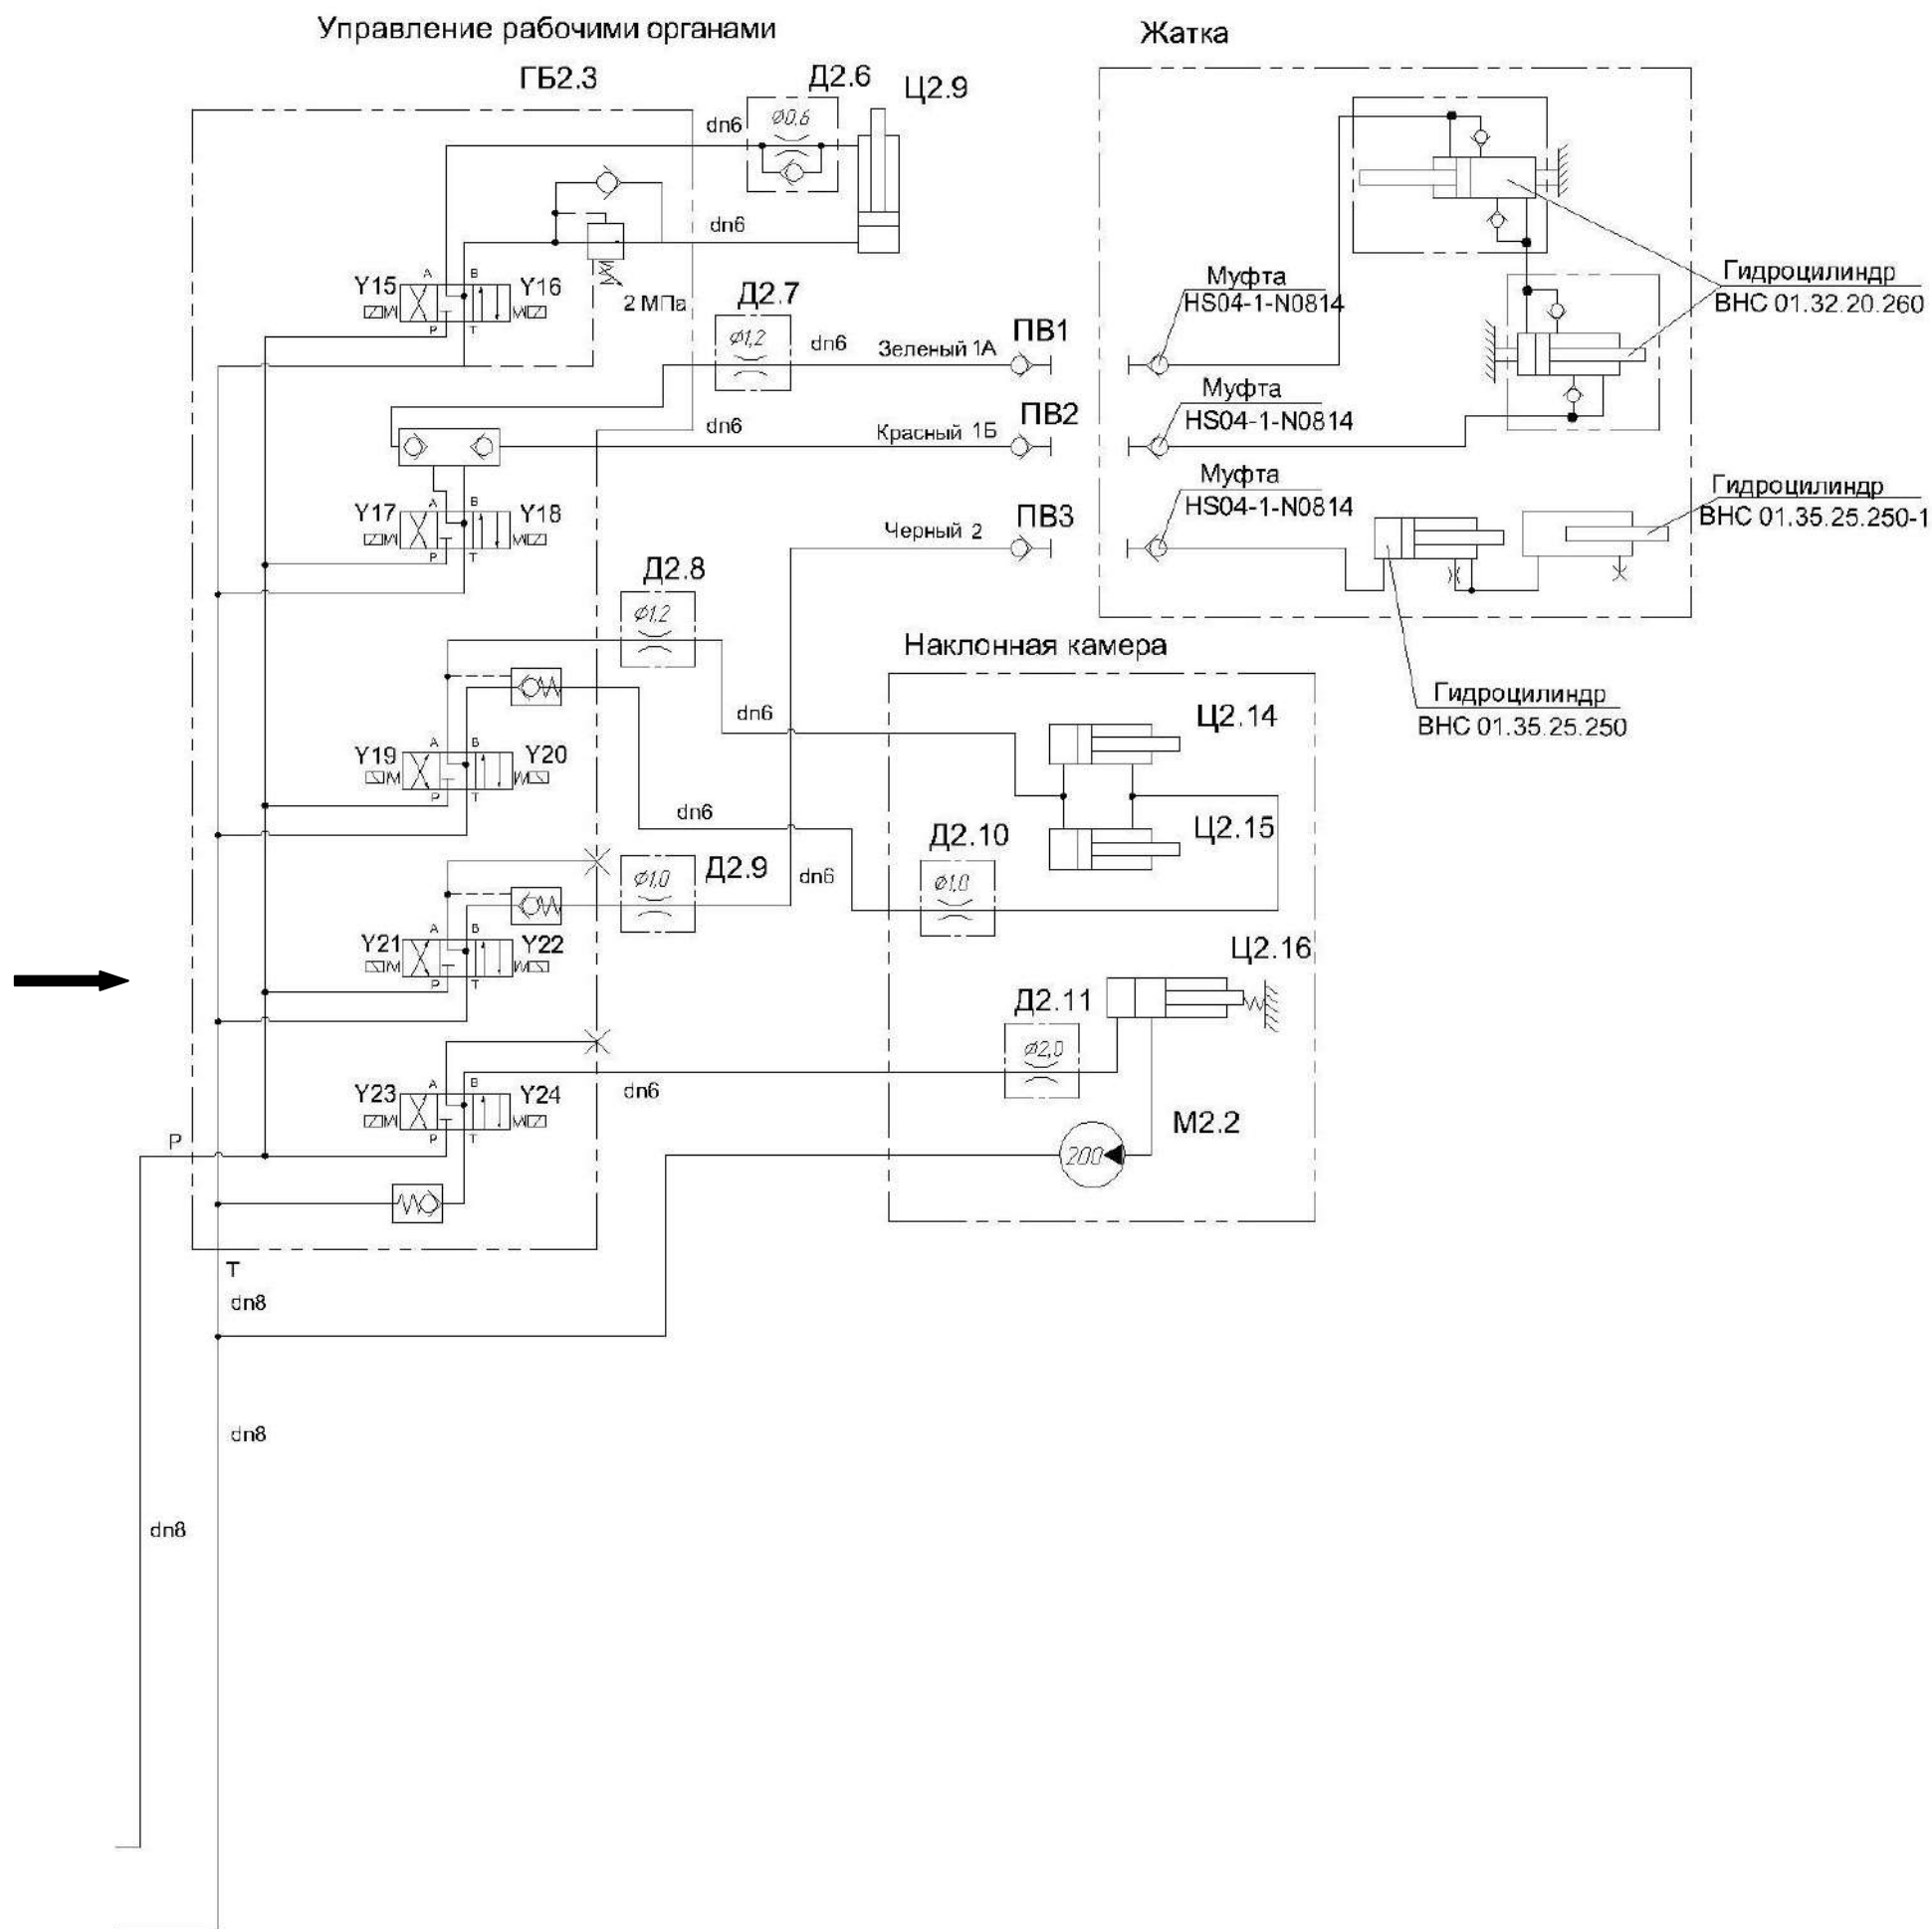 Управление рабочими органами
Жатка
ГБ2.3
Д2.6
Ц2.9
dn6
Ø0,6
dn6
Y15
A
B
Y16
P
T
2 МПа
Д2.7
Ø1,2
dn6
Зеленый 1А
ПВ1
Муфта
HS04-1-N0814
Гидроцилиндр
ВНС 01.32.20.260
dn6
Красный 1Б
ПВ2
Муфта
HS04-1-N0814
Y17
A
B
Y18
P
T
Черный 2
ПВ3
Муфта
HS04-1-N0814
Гидроцилиндр
ВНС 01.35.25.250-1
Д2.8
Ø1,2
Наклонная камера
Гидроцилиндр
ВНС 01.35.25.250
dn6
Ц2.14
Y19
A
B
Y20
P
T
dn6
Ц2.15
Д2.10
Ø1,0
Д2.9
Ø1,0
dn6
Y21
A
B
Y22
P
T
Ц2.16
Д2.11
Ø2,0
Y23
A
B
Y24
P
T
dn6
М2.2
200
P
T
dn8
dn8
dn8